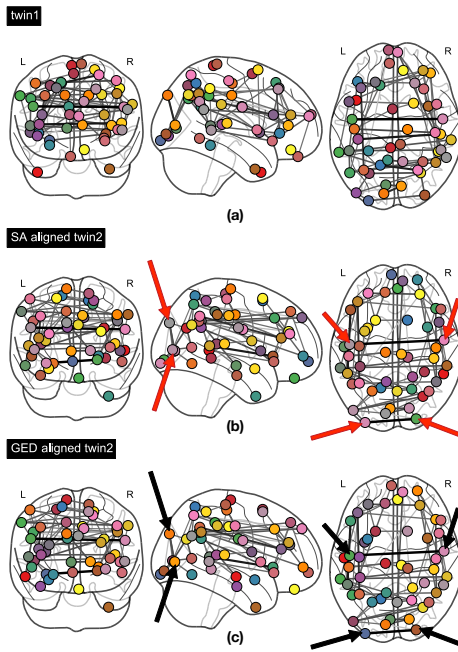 twin1
L R L R
(a)
SA aligned twin2
L R L R
(b)
GED aligned twin2
L R L R
(c)